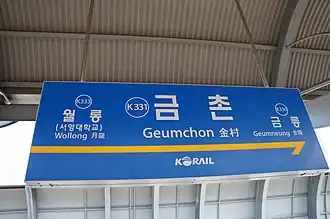 K333
월 롱
(서영대학교)
Wollong 月籠
K331
금 촌
Geumchon 金村
K330
금 릉
Geumneung 金陵
KORAIL